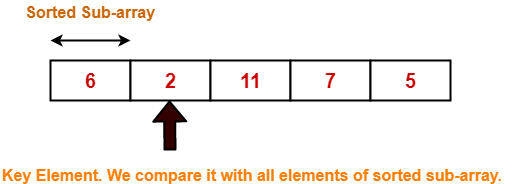 Sorted Sub-array
6 2 11 7 5
Key Element. We compare it with all elements of sorted sub-array.